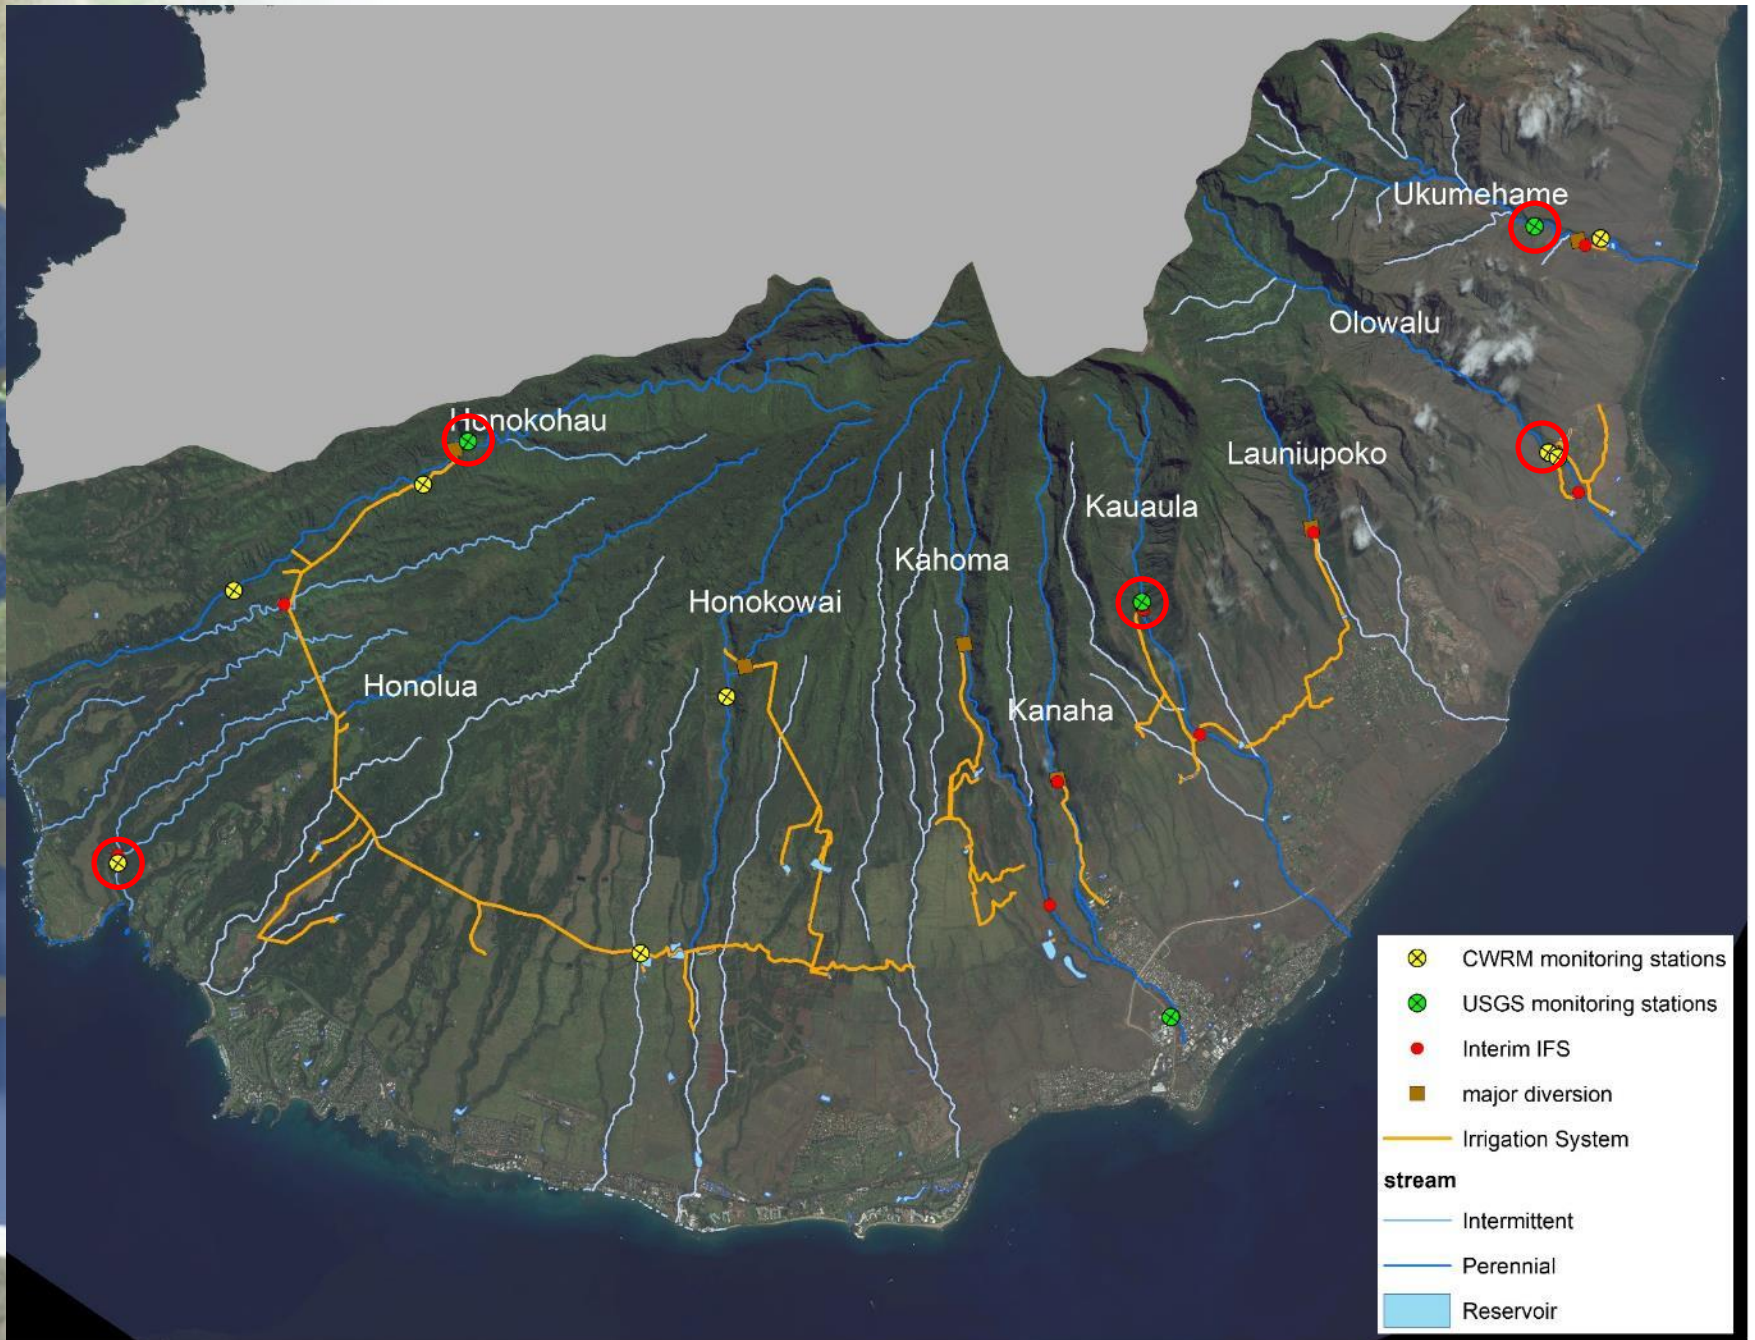 Ukumehame
Olowalu
Honokohau
Launiupoko
Kauaula
Kahoma
Honokowai
Honolua
Kanaha
CWRM monitoring stations
USGS monitoring stations
Interim IFS
major diversion
Irrigation System
stream
Intermittent
Perennial
Reservoir